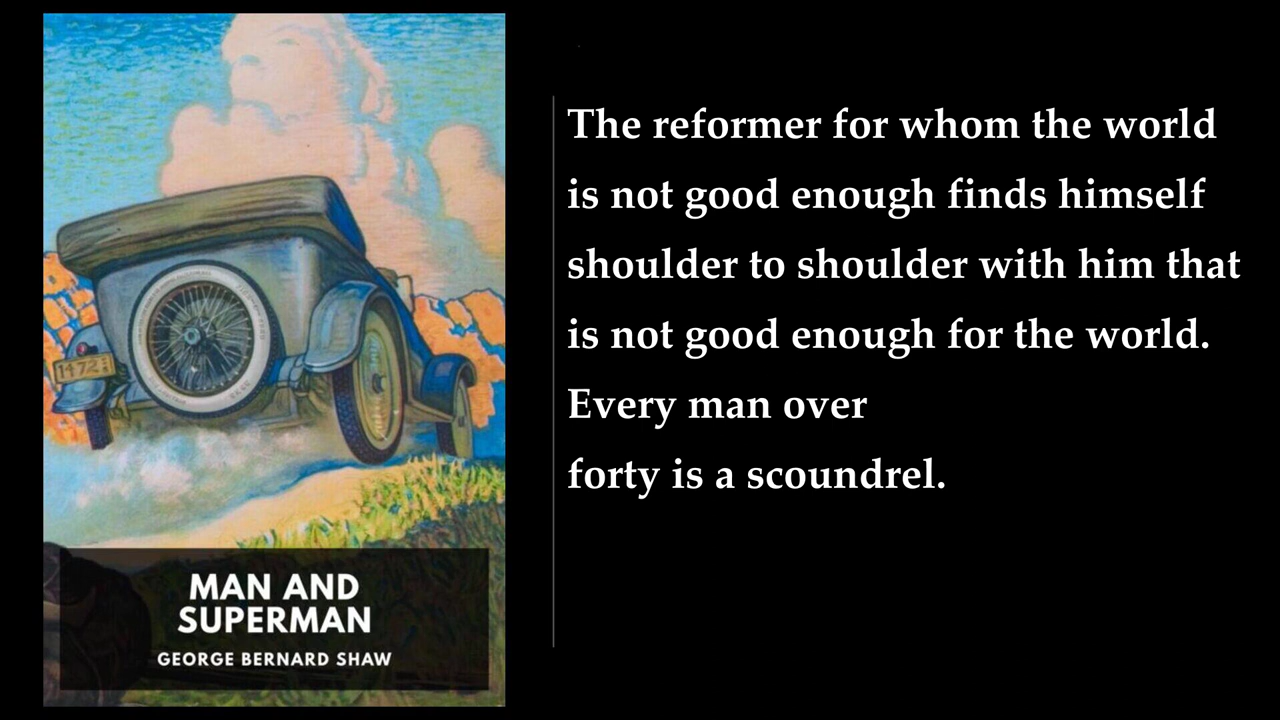 The reformer for whom the world
is not good enough finds himself
shoulder to shoulder with him that
is not good enough for the world.
Every man over
forty is a scoundrel.
1472
MAN AND
SUPERMAN
GEORGE BERNARD SHAW